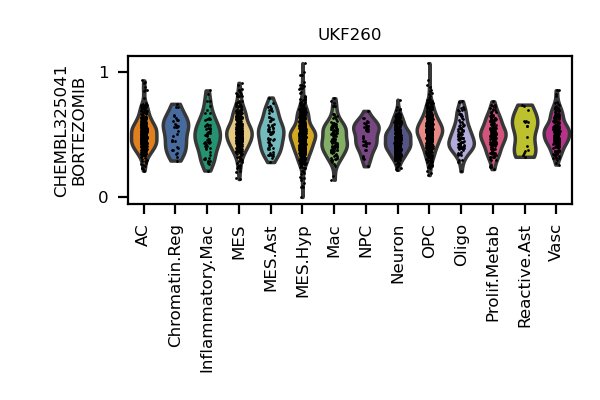 UKF260
CHEMBL325041
BORTEZOMIB
1
0
AC
Chromatin.Reg
Inflammatory.Mac
MES
MES.Ast
MES.Hyp
Mac
NPC
Neuron
OPC
Oligo
Prolif.Metab
Reactive.Ast
Vasc